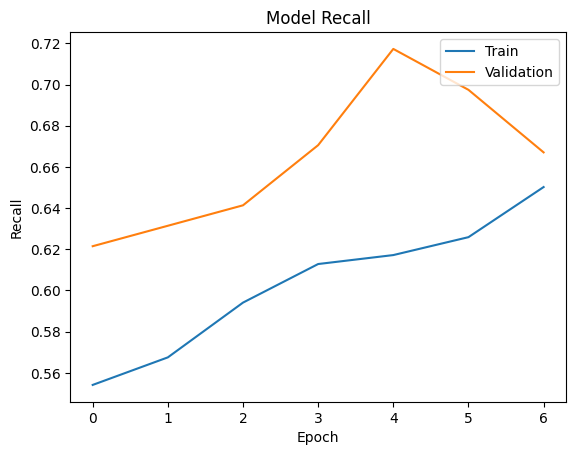 Model Recall
Train
Validation
0.72
0.70
0.68
0.66
0.64
0.62
0.60
0.58
0.56
Recall
0 1 2 3 4 5 6
Epoch